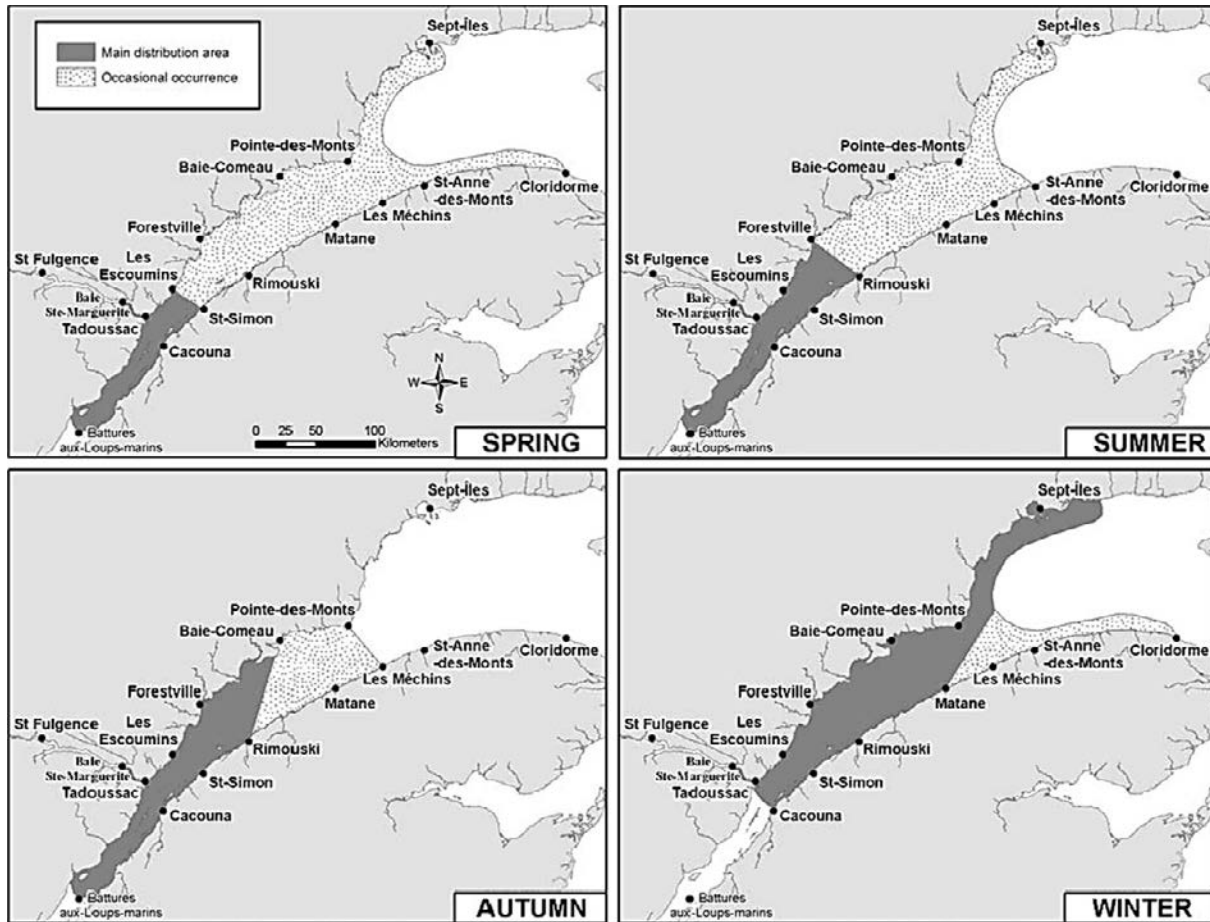 Sept-Îles
Main distribution area
Occasional occurrence
Pointe-des-Monts
Baie-Comeau
St-Anne
-des-Monts
Cloridorme
Les Méchins
Forestville
Matane
Les
Escoumins
St Fulgence
Rimouski
Baie
Ste-Marguerite
Tadoussac
St-Simon
Cacouna
N
W E
S
0 25 50 100
Kilometers
Battures
aux-Loups-marins
SPRING
Sept-Îles
Pointe-des-Monts
Baie-Comeau
St-Anne
-des-Monts
Cloridorme
Les Méchins
Forestville
Matane
Les
Escoumins
St Fulgence
Rimouski
Baie
Ste-Marguerite
Tadoussac
St-Simon
Cacouna
Battures
aux-Loups-marins
SUMMER
Sept-Îles
Pointe-des-Monts
Baie-Comeau
St-Anne
-des-Monts
Cloridorme
Les Méchins
Forestville
Matane
Les
Escoumins
St Fulgence
Rimouski
Baie
Ste-Marguerite
Tadoussac
St-Simon
Cacouna
Battures
aux-Loups-marins
AUTUMN
Sept-Îles
Pointe-des-Monts
Baie-Comeau
St-Anne
-des-Monts
Cloridorme
Les Méchins
Forestville
Matane
Les
Escoumins
St Fulgence
Rimouski
Baie
Ste-Marguerite
Tadoussac
St-Simon
Cacouna
Battures
aux-Loups-marins
WINTER